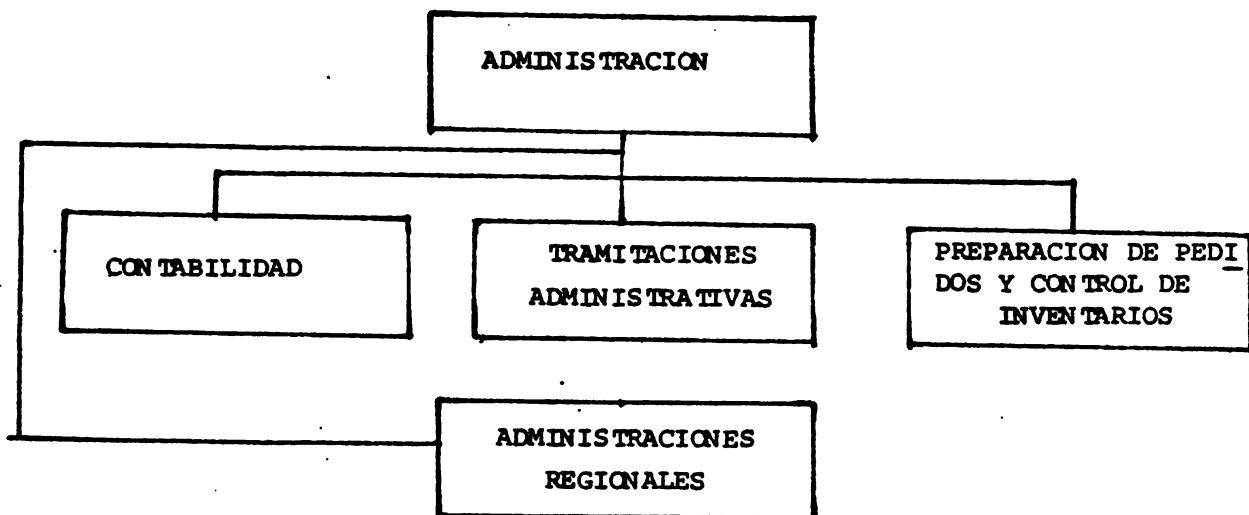 ADMINISTRACION
CONTABILIDAD
TRAMITACIONES
ADMINISTRATIVAS
PREPARACION DE PEDI
DOS Y CONTROL DE
INVENTARIOS
ADMINISTRACIONES
REGIONALES